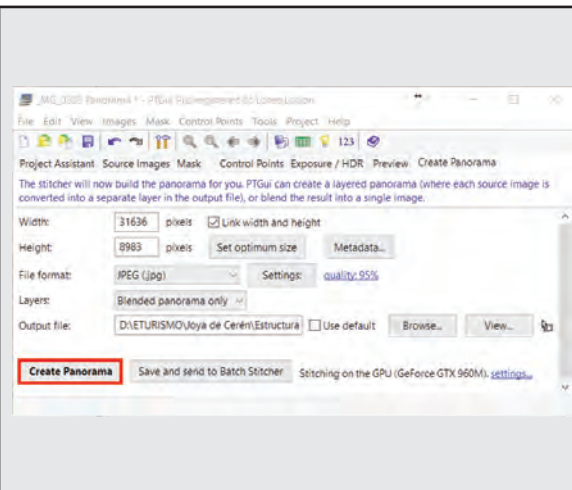 File Edit View Images Mask Control Points Tools Project Help
123
Project Assistant Source Images Mask Control Points Exposure / HDR Preview Create Panorama
The stitcher will now build the panorama for you. PTGui can create a layered panorama (where each source image is
converted into a separate layer in the output file), or blend the result into a single image.
Width: 31636 pixels Link width and height
Height: 8983 pixels Set optimum size Metadata...
File format: JPEG (.jpg) Settings: quality: 95%
Layers: Blended panorama only
Output file: D:\ETURISMO\Joya de Cerén\Estructura Use default Browse... View...
Create Panorama Save and send to Batch Stitcher Stitching on the GPU (GeForce GTX 960M). settings...